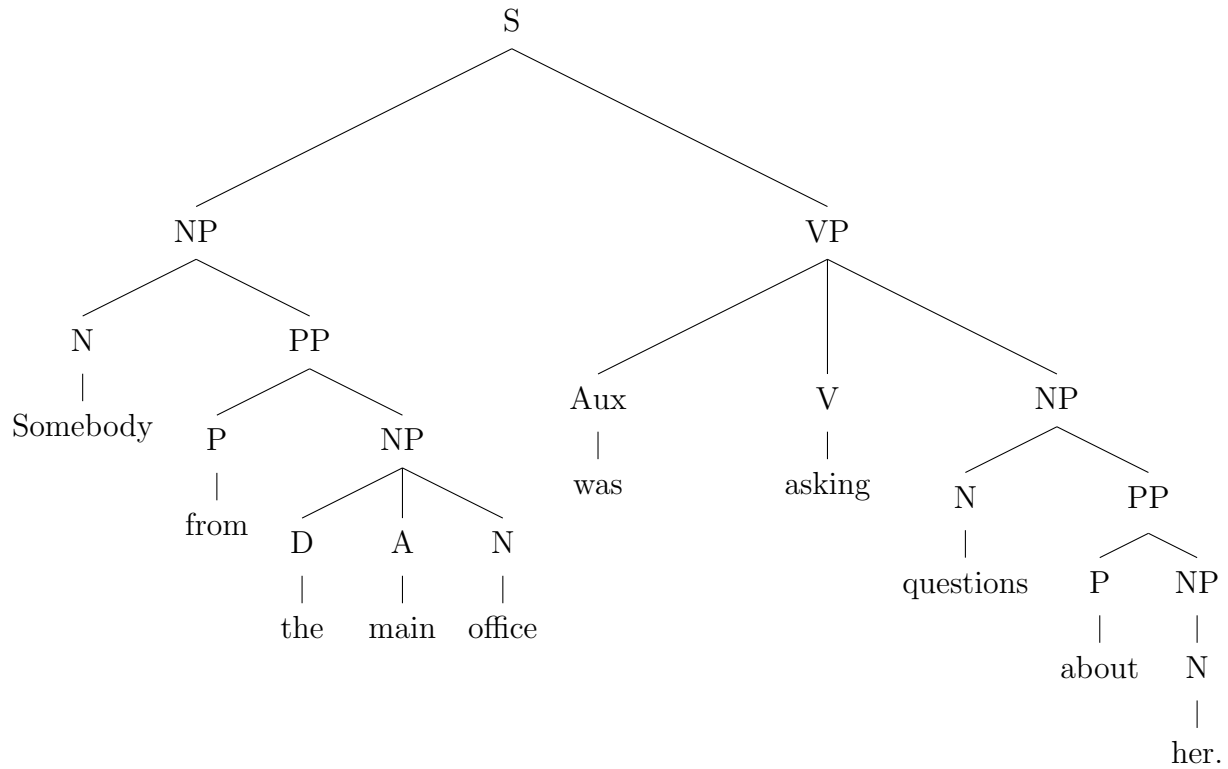 S
NP VP
N PP Aux V NP
Somebody P NP was asking N PP
from D A N questions P NP
the main office about N
her.